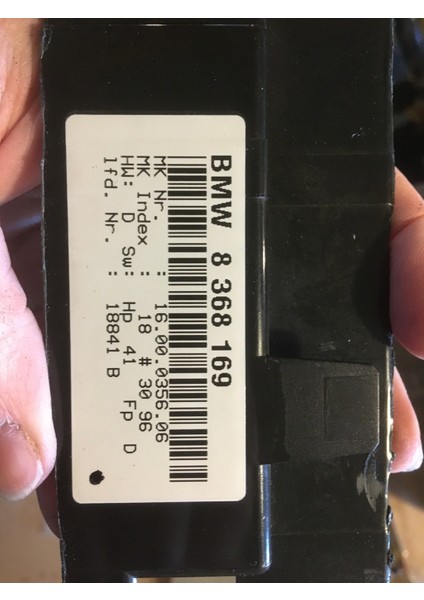 BMW 8 368 169
MK Nr. : 16.00.0356.06
MK Index : 18 # 30 96
HW: D Sw: Hp 41 Fp D
lfd. Nr. : 18841 B